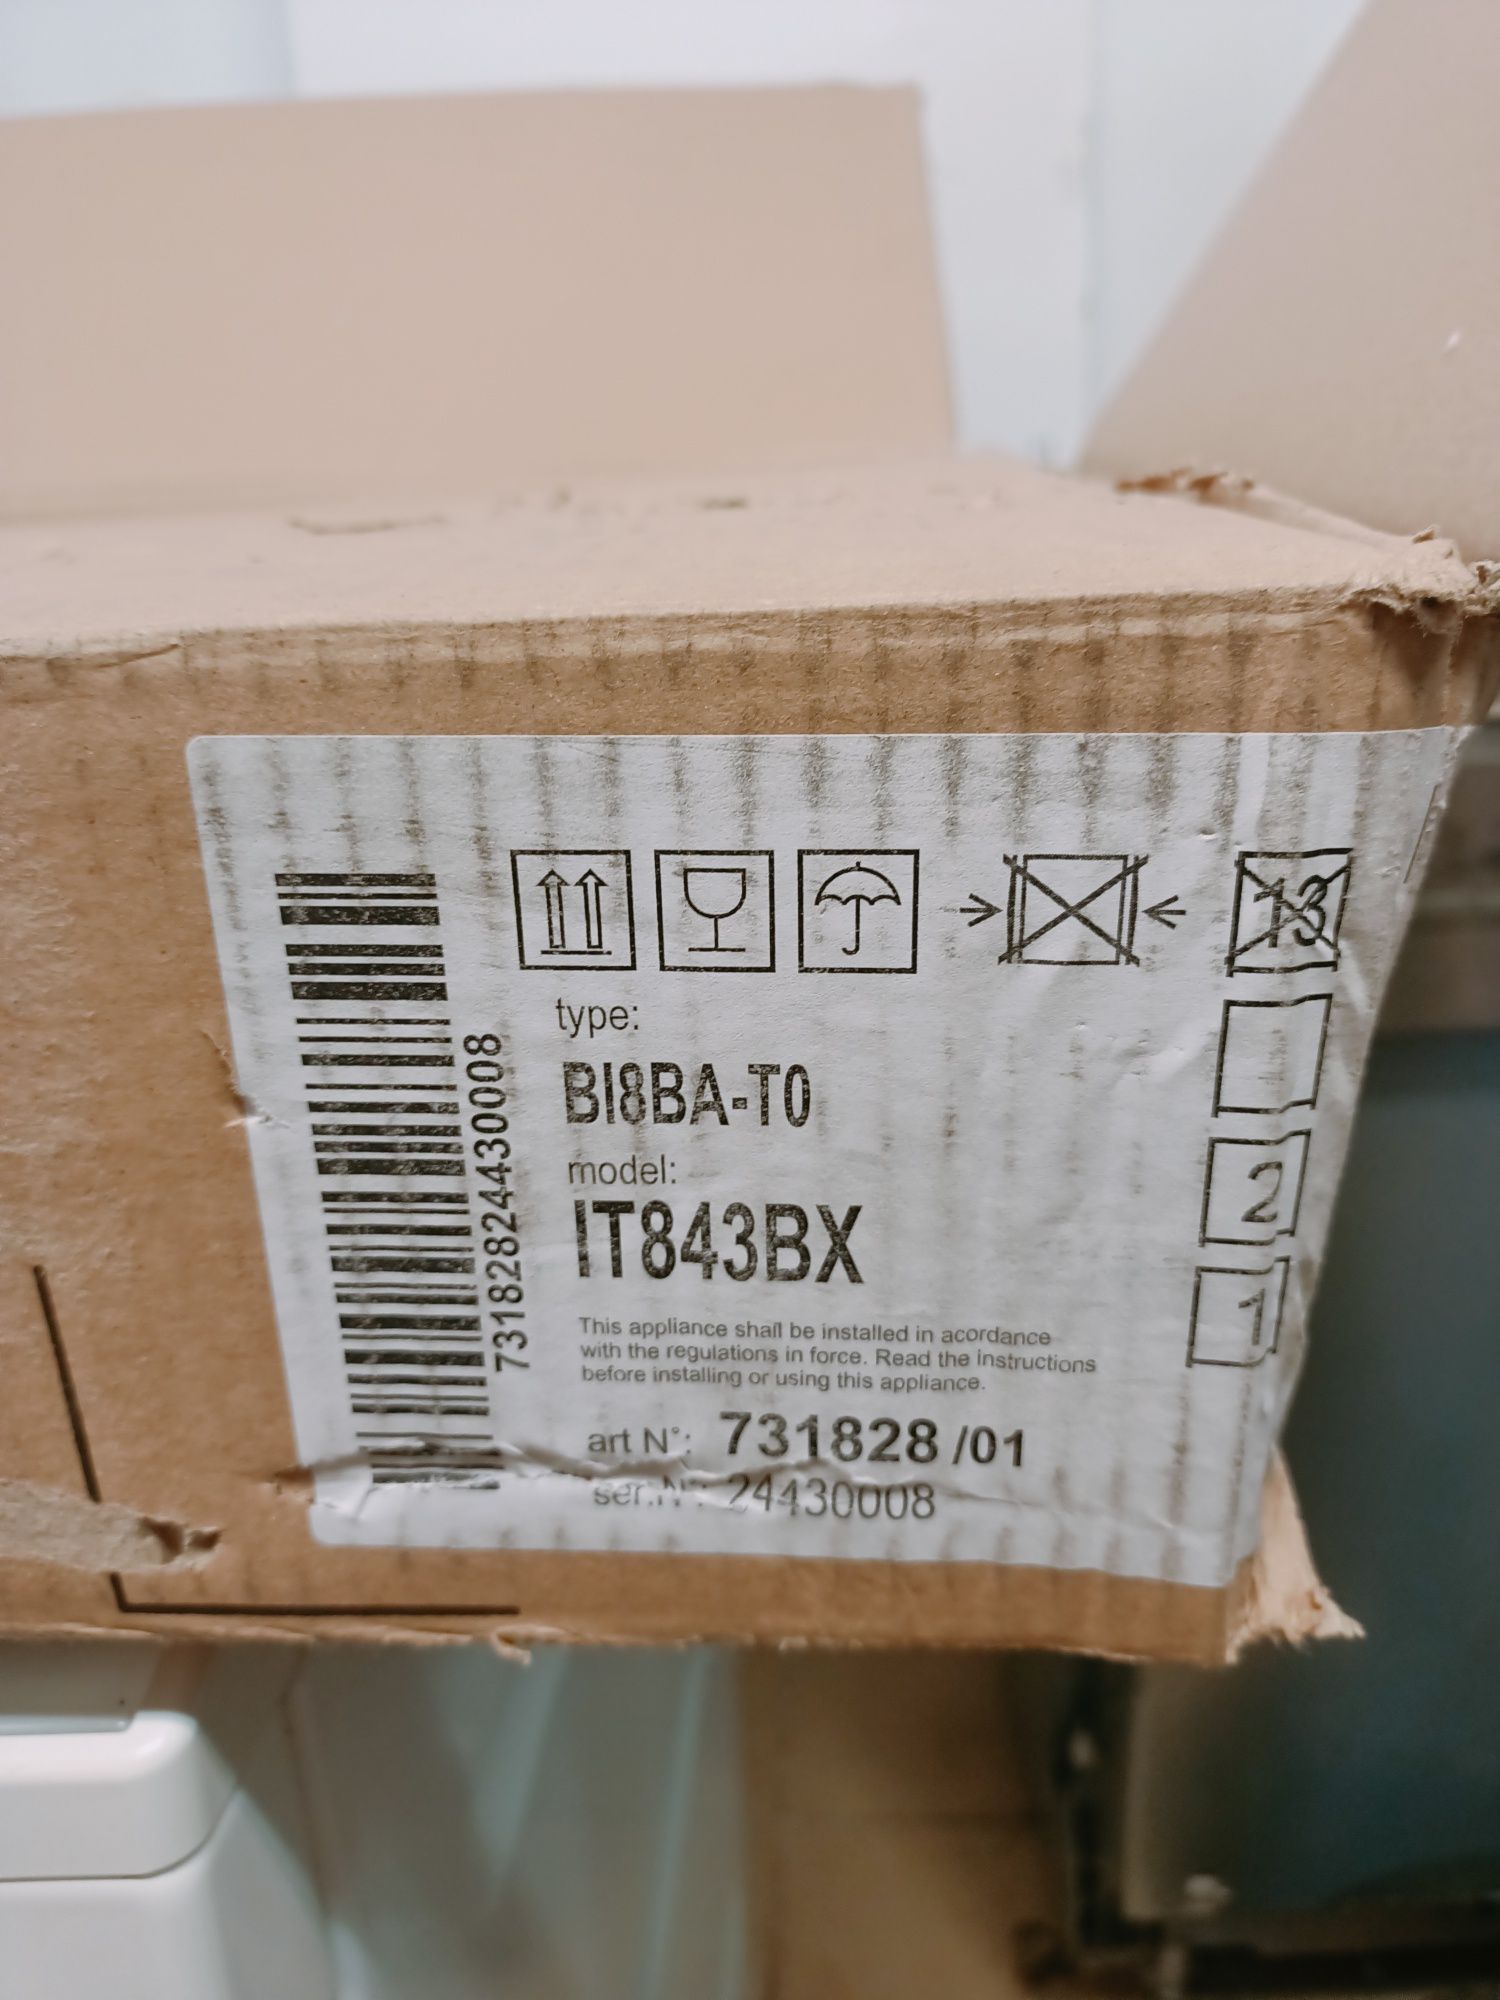 13
type:
BI8BA-T0
model:
IT843BX
This appliance shall be installed in acordance
with the regulations in force. Read the instructions
before installing or using this appliance.
art N°: 731828 /01
ser.N°: 24430008
73182824430008
2
1